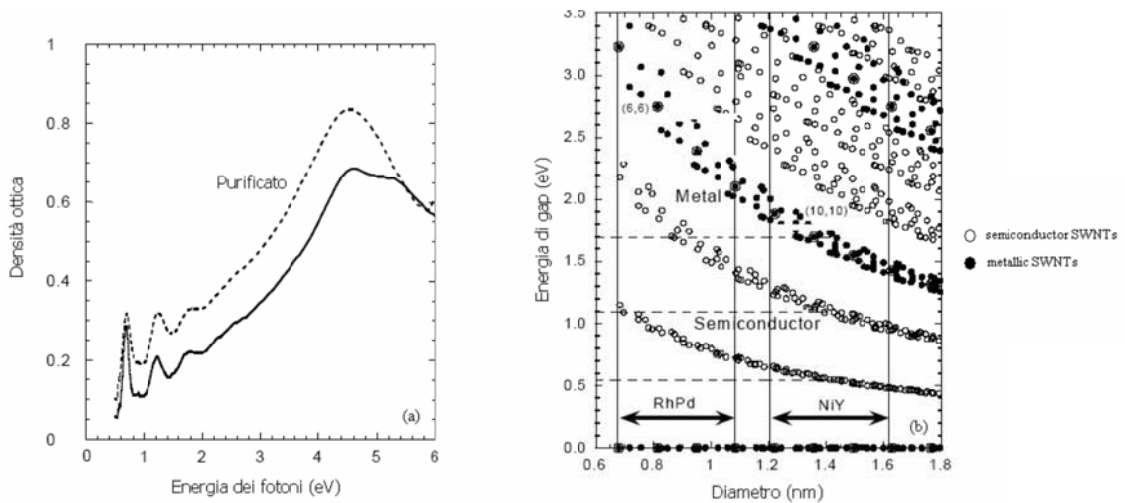 1
0.8
0.6
0.4
0.2
0
Densità ottica
Purificato
(a)
0 1 2 3 4 5 6
Energia dei fotoni (eV)
3.5
3.0
2.5
2.0
1.5
1.0
0.5
0.0
Energia di gap (eV)
(6,6)
Metal
(10,10)
Semiconductor
RhPd
NiY
(b)
0.6 0.8 1 1.2 1.4 1.6 1.8
Diametro (nm)
semiconductor SWNTs
metallic SWNTs